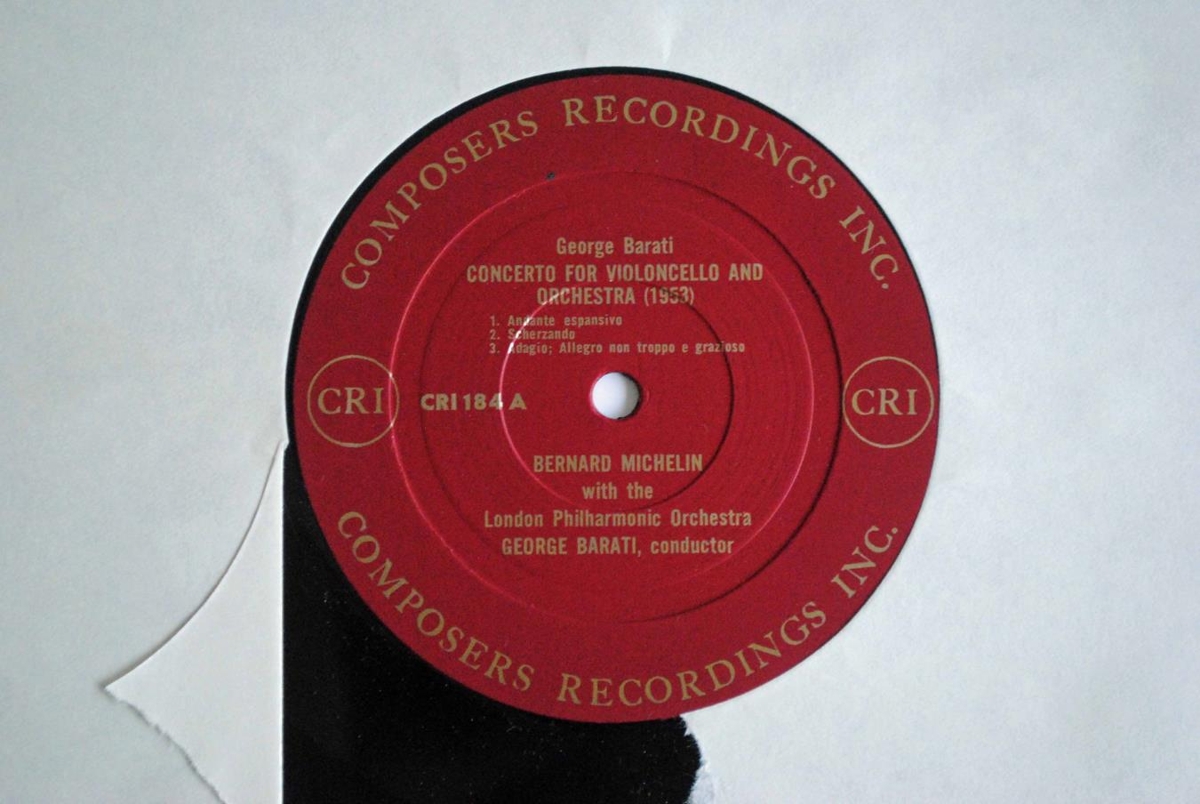 COMPOSERS RECORDINGS INC.
George Barati
CONCERTO FOR VIOLONCELLO AND
ORCHESTRA (1953)
1. Andante espansivo
2. Scherzando
3. Adagio; Allegro non troppo e grazioso
CRI
CRI 184 A
CRI
BERNARD MICHELIN
with the
London Philharmonic Orchestra
GEORGE BARATI, conductor
COMPOSERS RECORDINGS INC.